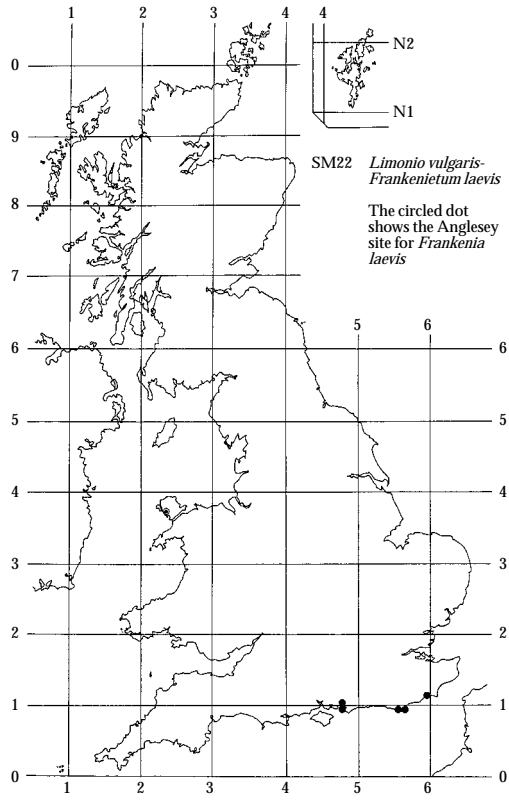 1 2 3 4
4
0
N2
N1
9
SM22 Limonio vulgaris-
Frankenietum laevis
The circled dot
shows the Anglesey
site for Frankenia
laevis
8
7
5 6
6 6
5 5
4 4
3 3
2 2
1 1
0 0
1 2 3 4 5 6